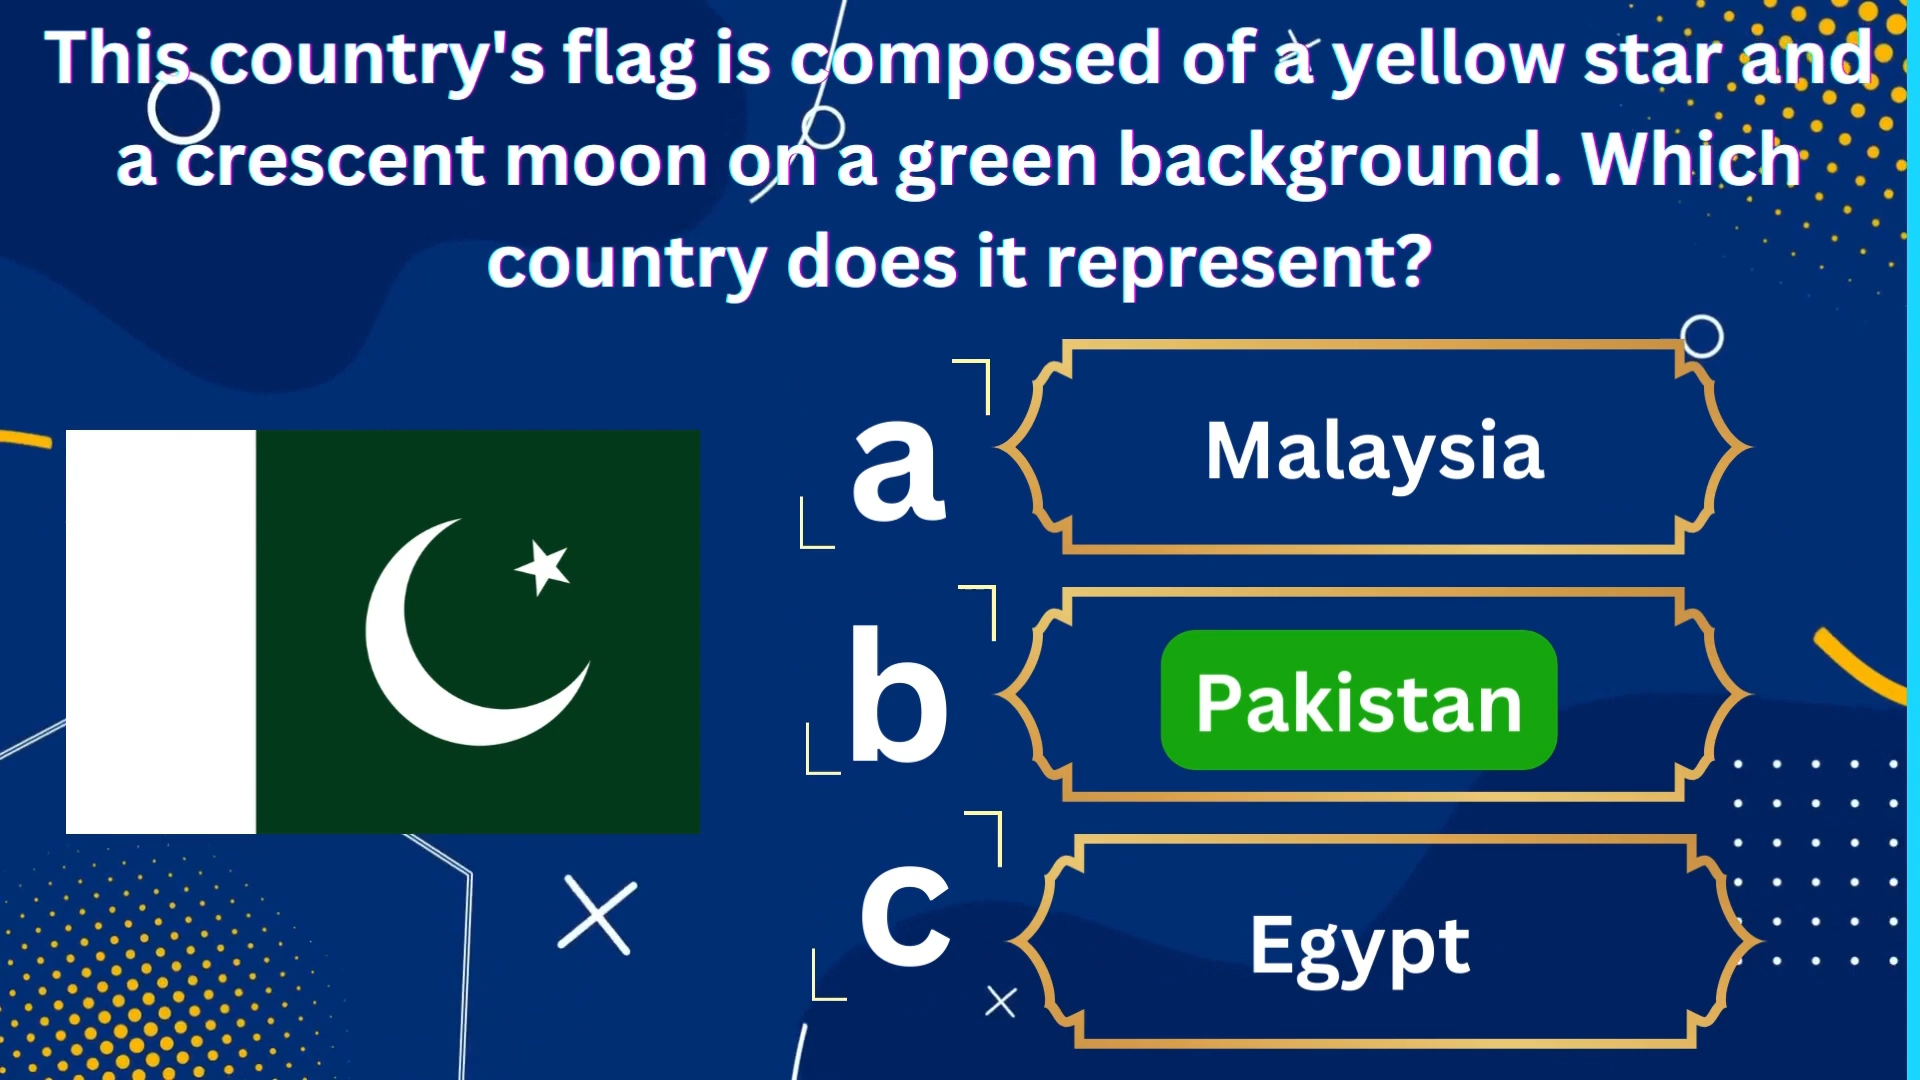 This country's flag is composed of a yellow star and
a crescent moon on a green background. Which
country does it represent?
a Malaysia
b Pakistan
c Egypt